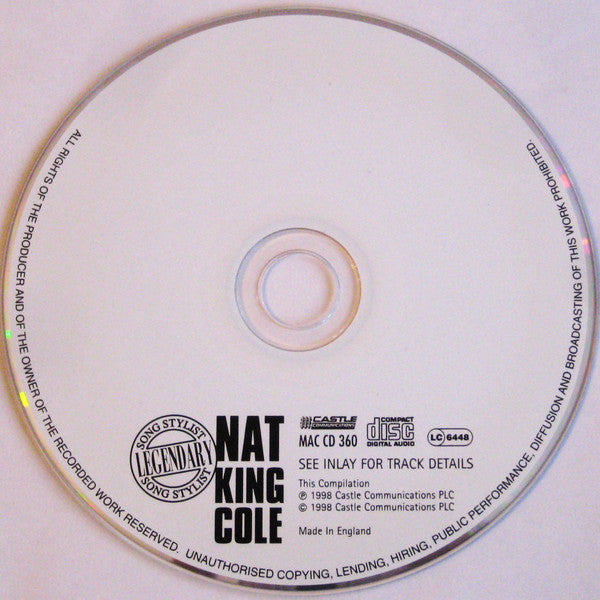 ALL RIGHTS OF THE PRODUCER AND OF THE OWNER OF THE RECORDED WORK RESERVED. UNAUTHORISED COPYING, LENDING, HIRING, PUBLIC PERFORMANCE, DIFFUSION AND BROADCASTING OF THIS WORK PROHIBITED.
SONG STYLIST
LEGENDARY
SONG STYLIST
NAT
KING
COLE
CASTLE
COMMUNICATIONS
MAC CD 360
COMPACT
disc
DIGITAL AUDIO
LC 6448
SEE INLAY FOR TRACK DETAILS
This Compilation
℗ 1998 Castle Communications PLC
© 1998 Castle Communications PLC
Made In England